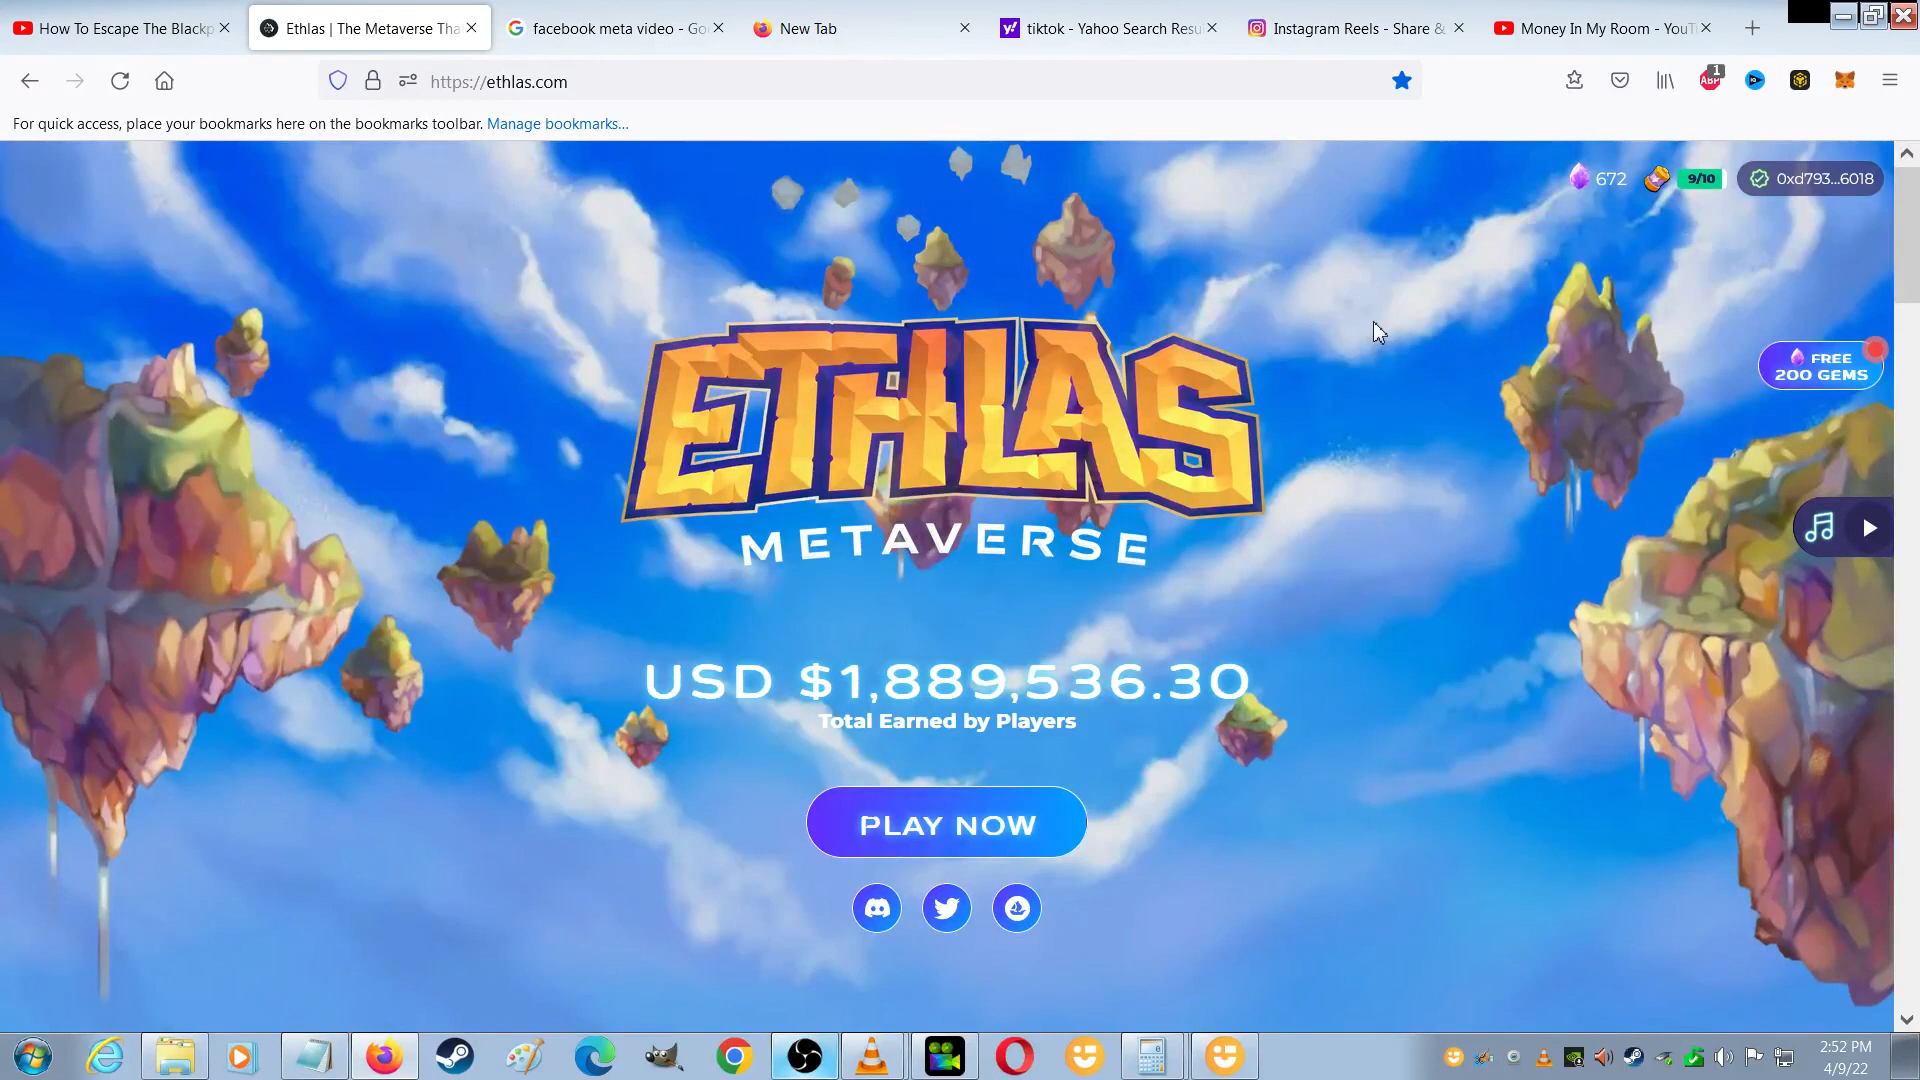 How To Escape The Blackp
Ethlas | The Metaverse Tha
facebook meta video - Go
New Tab
tiktok - Yahoo Search Resu
Instagram Reels - Share &
Money In My Room - YouT
https://ethlas.com
ABP
1
For quick access, place your bookmarks here on the bookmarks toolbar. Manage bookmarks...
672
9/10
0xd793...6018
FREE
200 GEMS
ETHLAS
METAVERSE
USD $1,889,536.30
Total Earned by Players
PLAY NOW
2:52 PM
4/9/22